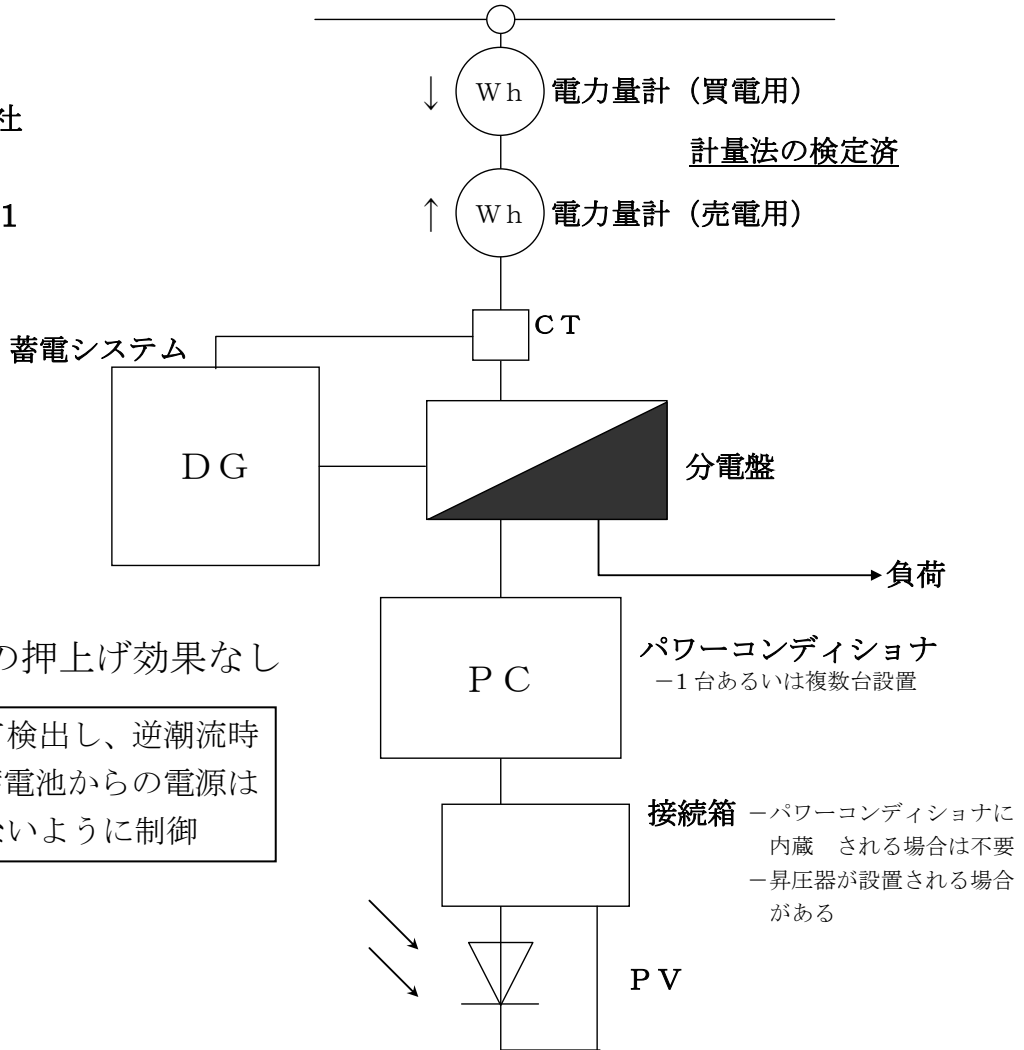 ↓ Wh 電力量計（買電用）
社
計量法の検定済
1
↑ Wh 電力量計（売電用）
CT
蓄電システム
DG
分電盤
負荷
の押上げ効果なし
パワーコンディショナ
－1台あるいは複数台設置
PC
検出し、逆潮流時
電池からの電源は
ないように制御
接続箱 －パワーコンディショナに
内蔵　される場合は不要
－昇圧器が設置される場合
がある
PV